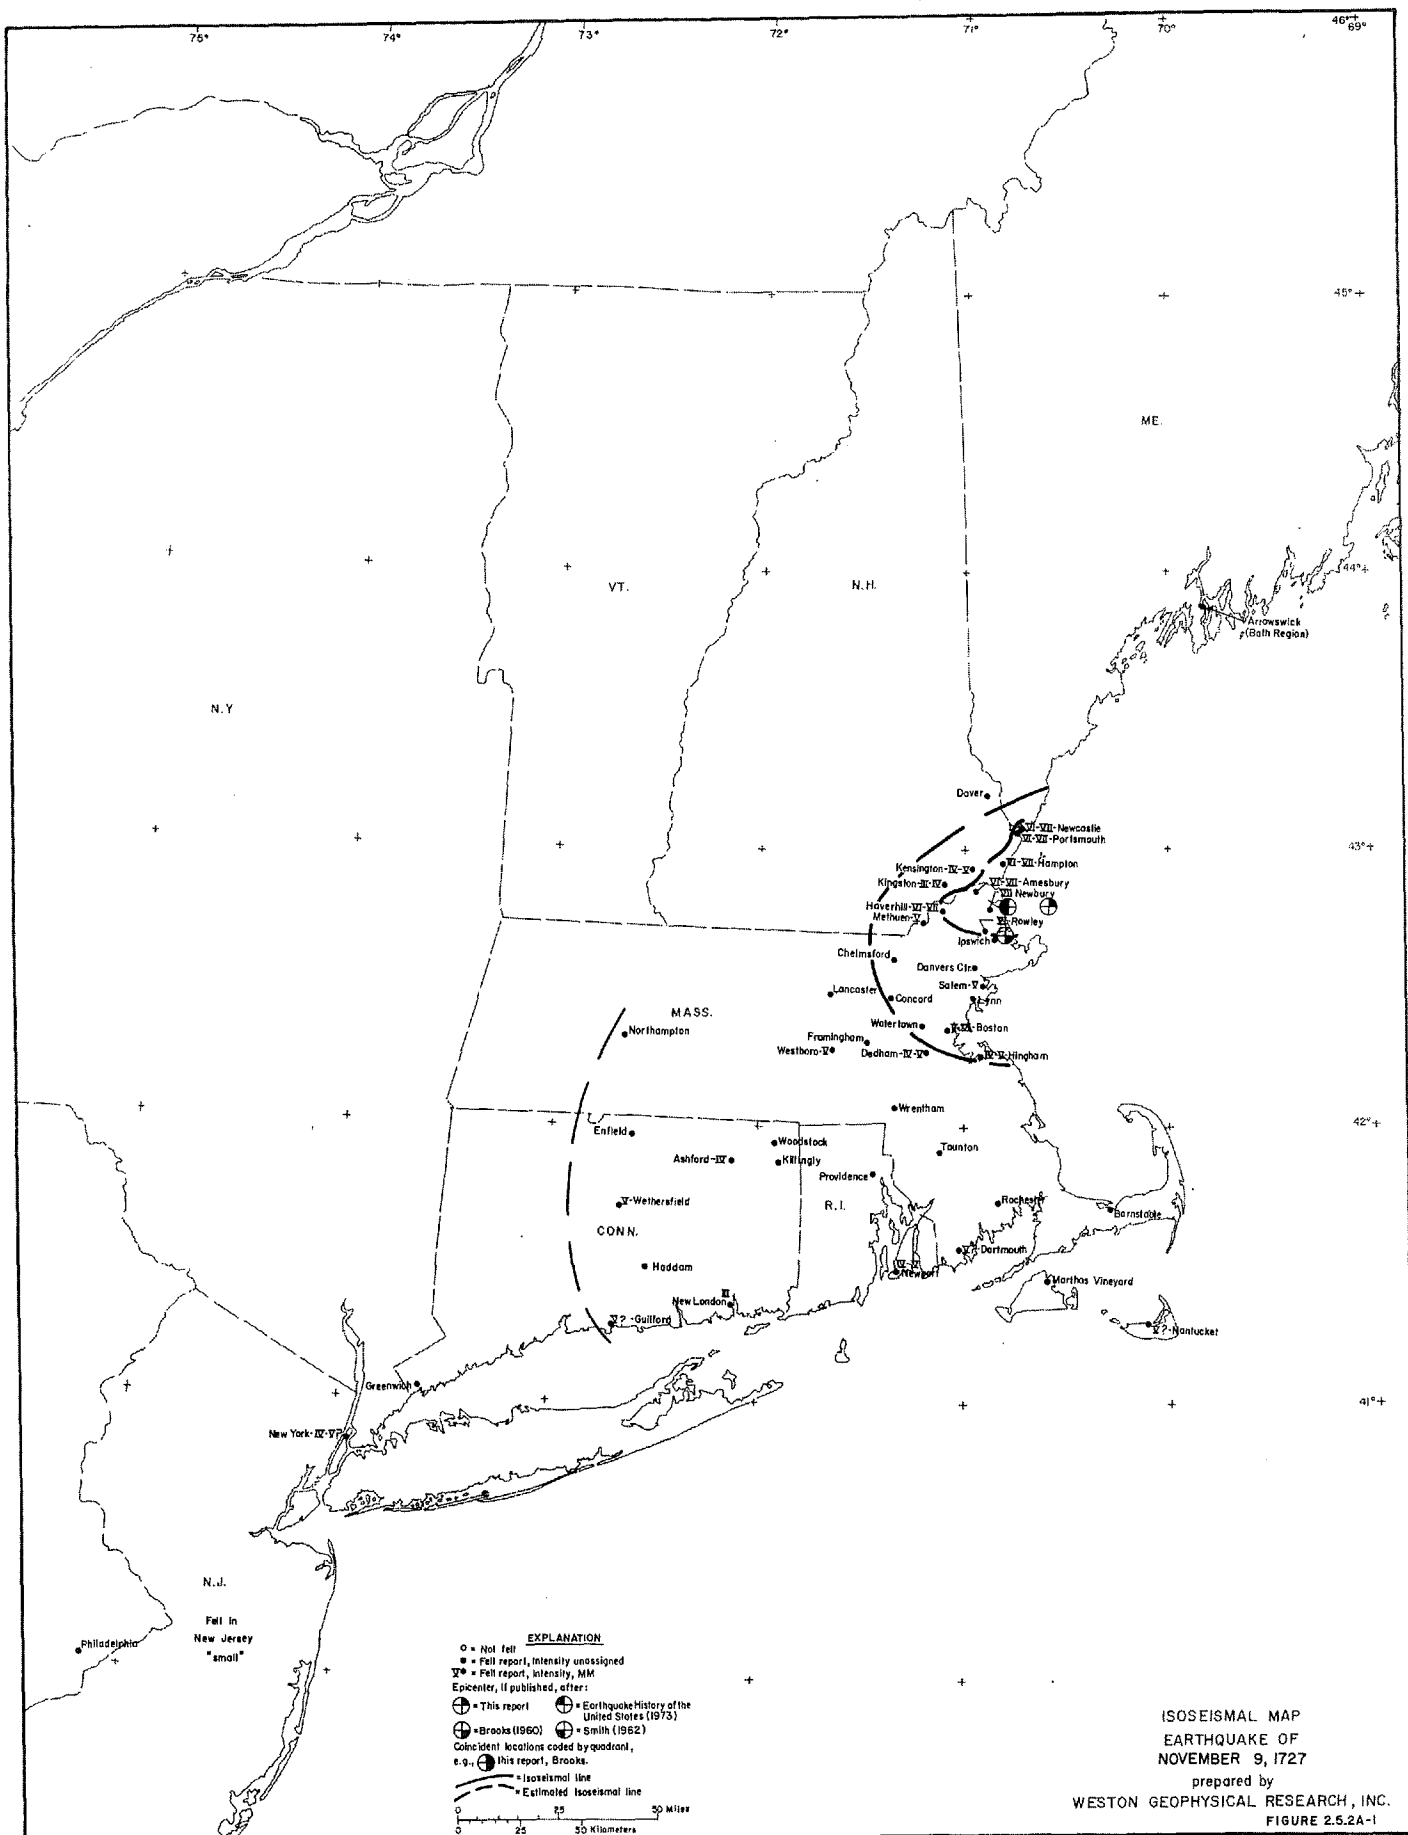 75°
74°
73°
72°
71°
70°
46°
69°
45°
ME.
44°
VT.
N.H.
Arrowswick
(Bath Region)
N.Y
Dover
VI-VII-Newcastle
VI-VII-Portsmouth
43°
VI-VII-Hampton
Kensington-IV-V
Kingston-III-IV
VI-VII-Amesbury
VII Newbury
Haverhill-VI-VII
Methuen-V
VI-Rowley
Ipswich
Chelmsford
Danvers Ctr.
Salem-V
Lancaster
Concord
Lynn
MASS.
Watertown
V-VI-Boston
Northampton
Framingham
Westboro-V
Dedham-IV-V
IV-V-Hingham
Wrentham
42°
Enfield
Woodstock
Taunton
Ashford-IV
Killingly
Providence
V-Wethersfield
R.I.
Rochester
Barnstable
CONN.
V?-Dartmouth
Haddam
IV-V
Newport
Marthas Vineyard
III
New London
V?-Guilford
V?-Nantucket
Greenwich
41°
New York-IV-V?
N.J.
Felt in
New Jersey
"small"
Philadelphia
EXPLANATION
= Not felt
= Felt report, intensity unassigned
V = Felt report, intensity, MM
Epicenter, if published, after:
= This report
= Earthquake History of the
United States (1973)
= Brooks (1960)
= Smith (1962)
Coincident locations coded by quadrant,
e.g., This report, Brooks.
= Isoseismal line
= Estimated isoseismal line
0 25 50 Miles
0 25 50 Kilometers
ISOSEISMAL MAP
EARTHQUAKE OF
NOVEMBER 9, 1727
prepared by
WESTON GEOPHYSICAL RESEARCH, INC.
FIGURE 2.5.2A-1